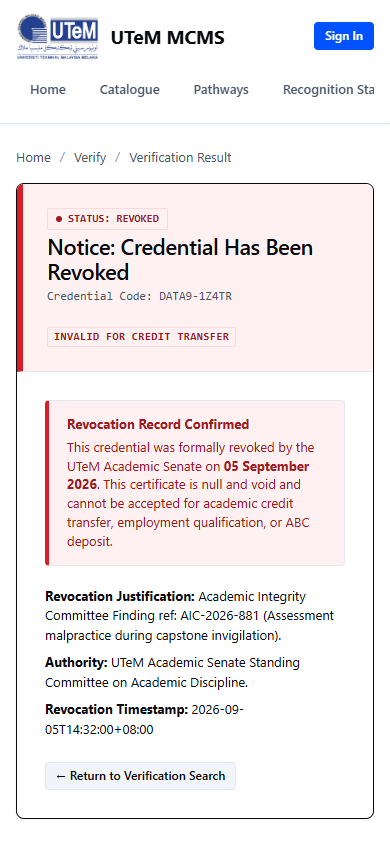 UTeM
UNIVERSITI TEKNIKAL MALAYSIA MELAKA
UTeM MCMS
Sign In
Home
Catalogue
Pathways
Recognition Sta
Home / Verify / Verification Result
● STATUS: REVOKED
Notice: Credential Has Been
Revoked
Credential Code: DATA9-1Z4TR
INVALID FOR CREDIT TRANSFER
Revocation Record Confirmed
This credential was formally revoked by the
UTeM Academic Senate on 05 September
2026. This certificate is null and void and
cannot be accepted for academic credit
transfer, employment qualification, or ABC
deposit.
Revocation Justification: Academic Integrity
Committee Finding ref: AIC-2026-881 (Assessment
malpractice during capstone invigilation).
Authority: UTeM Academic Senate Standing
Committee on Academic Discipline.
Revocation Timestamp: 2026-09-
05T14:32:00+08:00
← Return to Verification Search